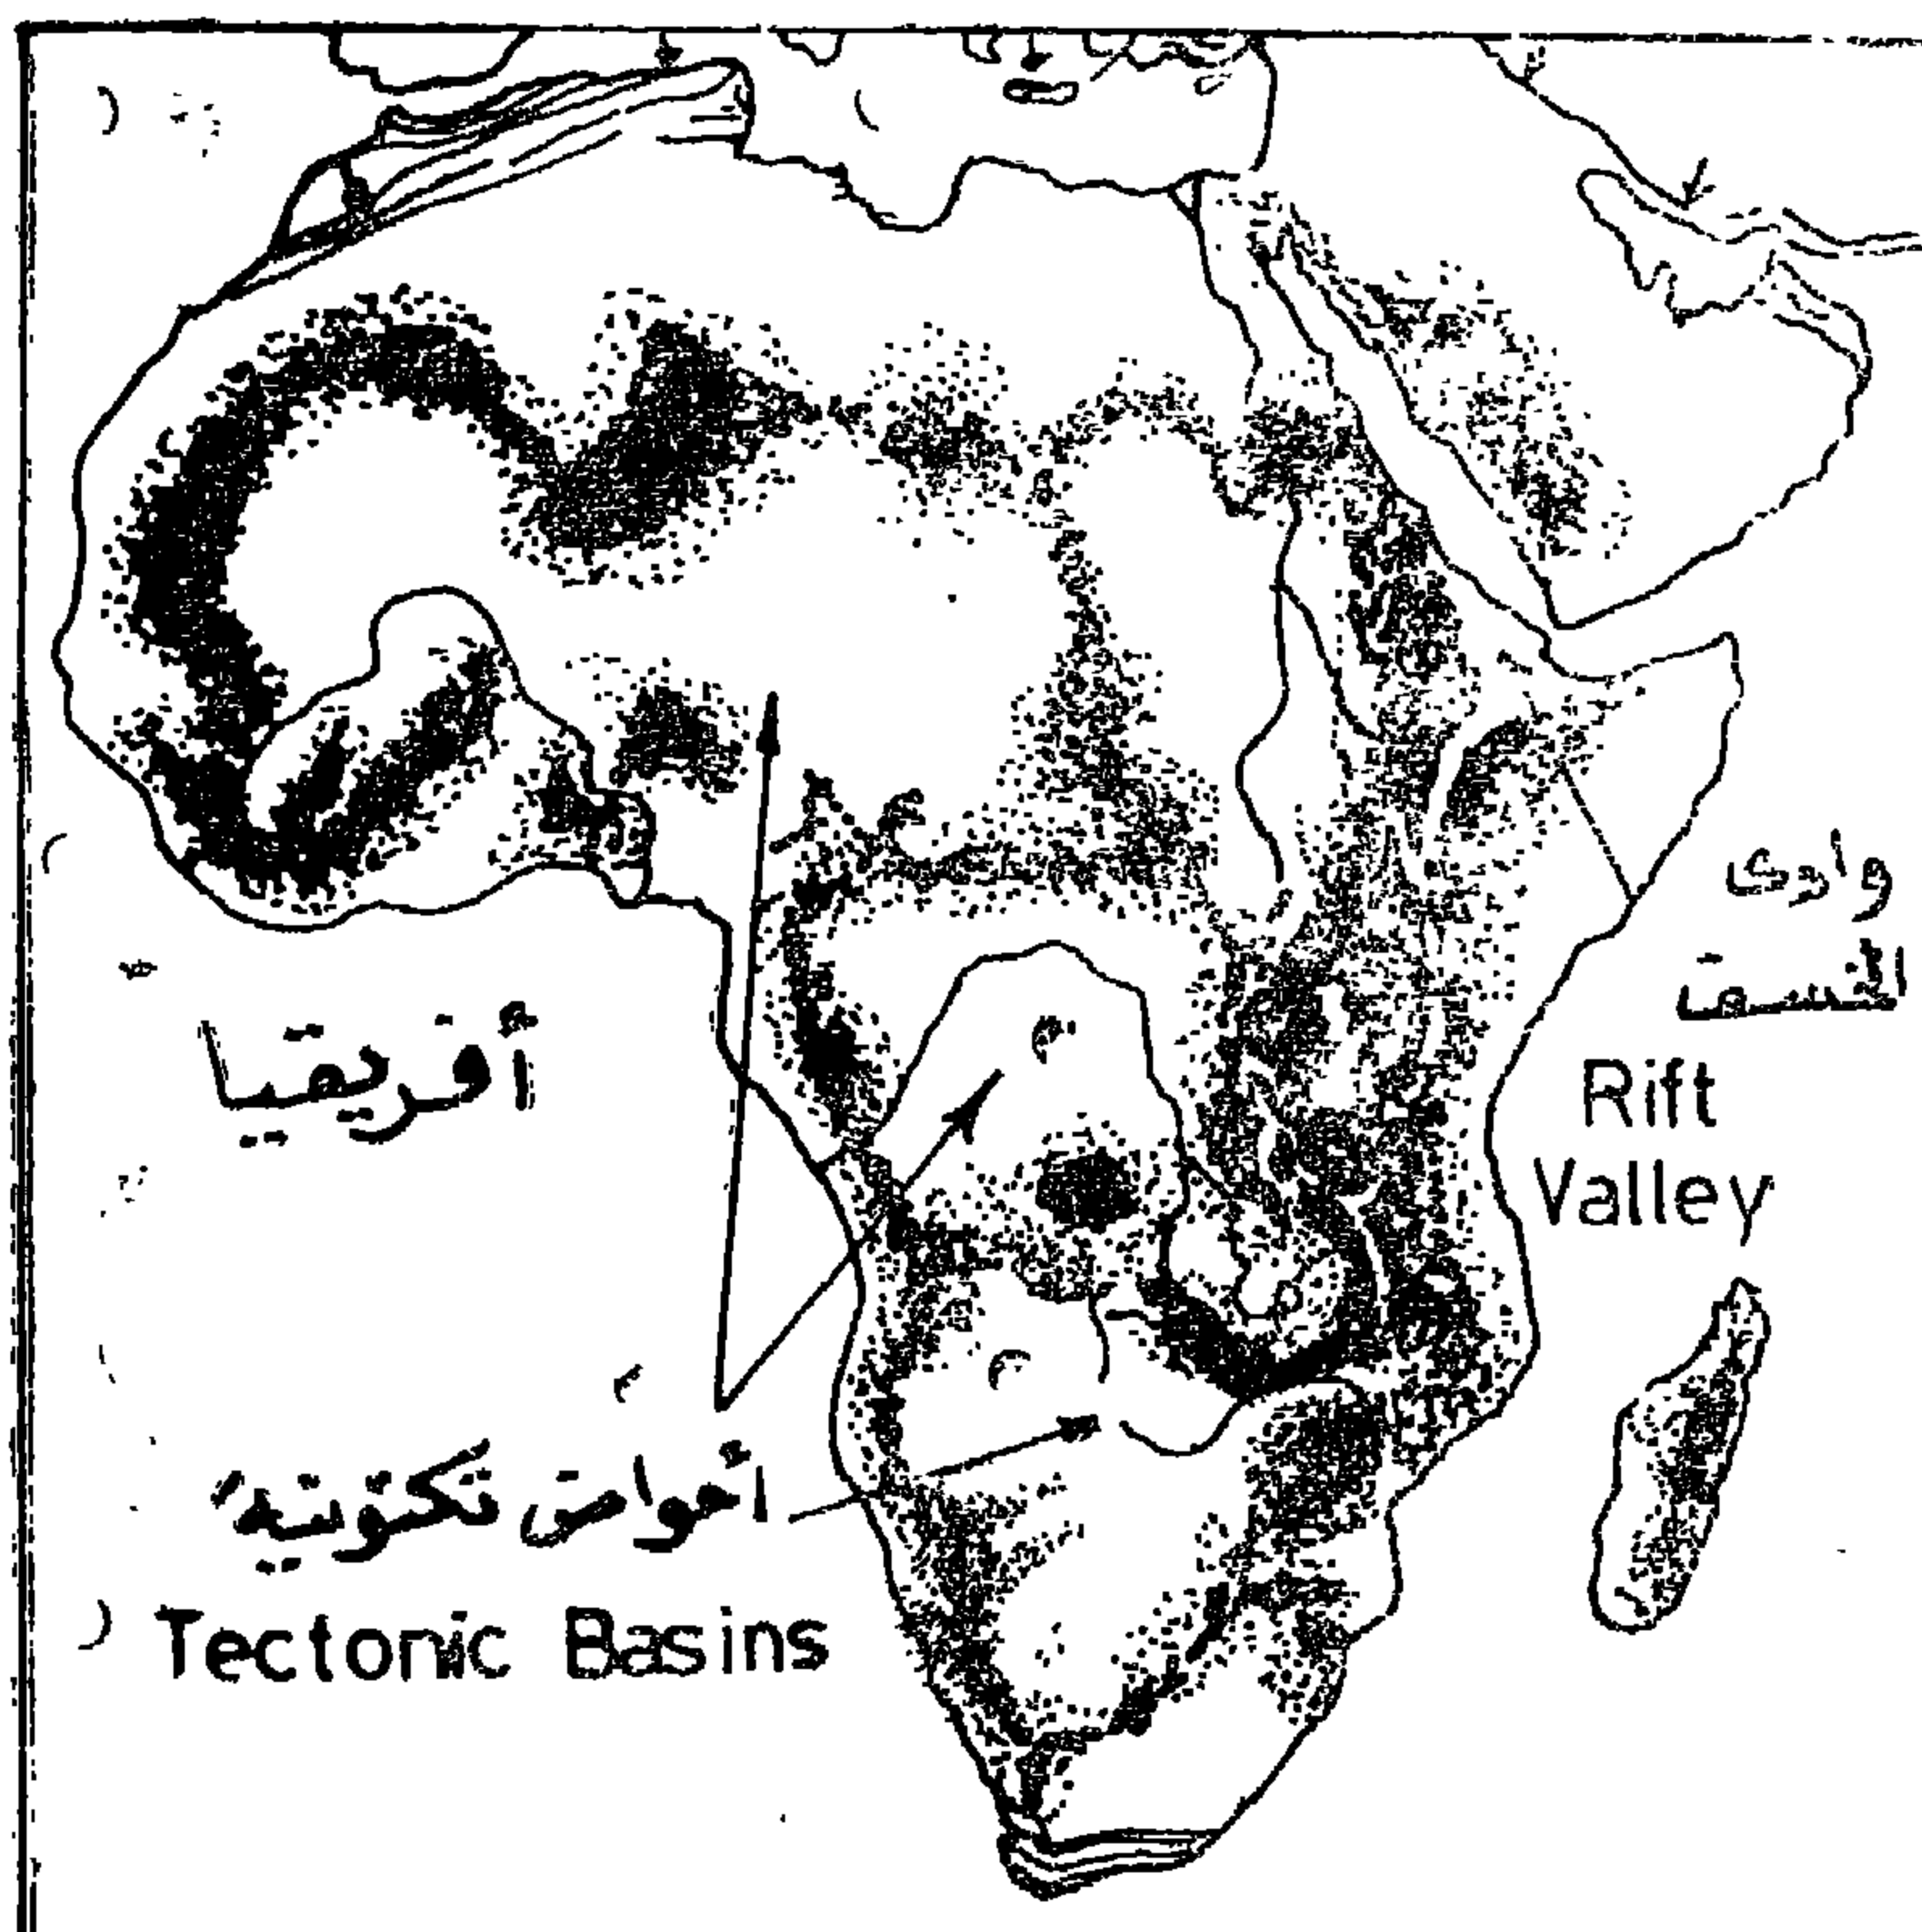 وادى
الخسف
أفريقيا
Rift
Valley
أحواض تكتونية
Tectonic Basins